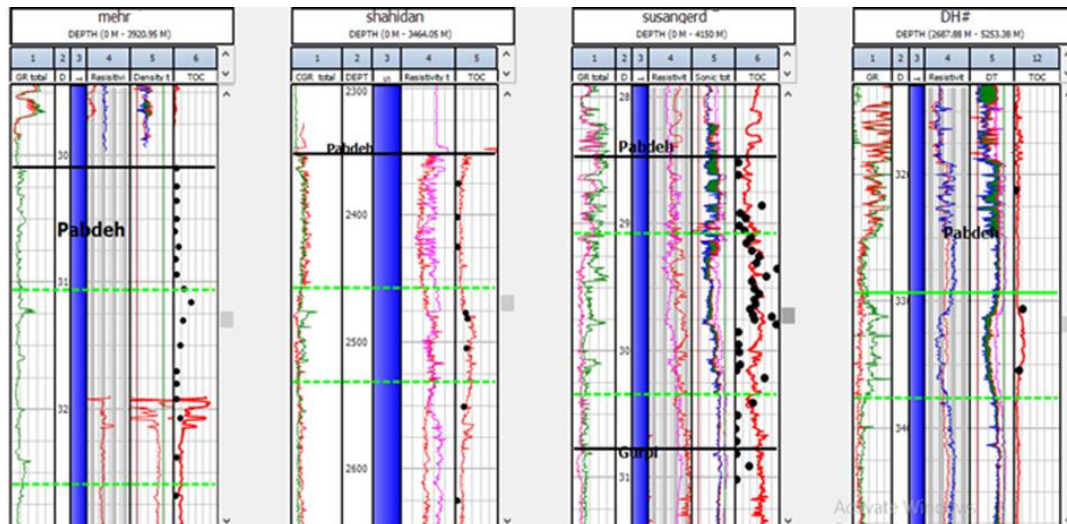 mehr
DEPTH (0 M - 3920.95 M)
1 2 3 4 5 6
GR total D Resistivi Density t TOC
30
Pabdeh
31
32
shahidan
DEPTH (0 M - 3464.05 M)
1 2 3 4 5
CGR total DEPT Resistivity t TOC
2300
Pabdeh
2400
2500
2600
susangerd
DEPTH (0 M - 4150 M)
1 2 3 4 5 6
GR total D Resistivit Sonic tot TOC
28
Pabdeh
29
30
Gurpi
31
DH#
DEPTH (2687.88 M - 5253.38 M)
1 4 5 12
GR Resistivit DT TOC
32
Pabdeh
33
34
Activate Windows